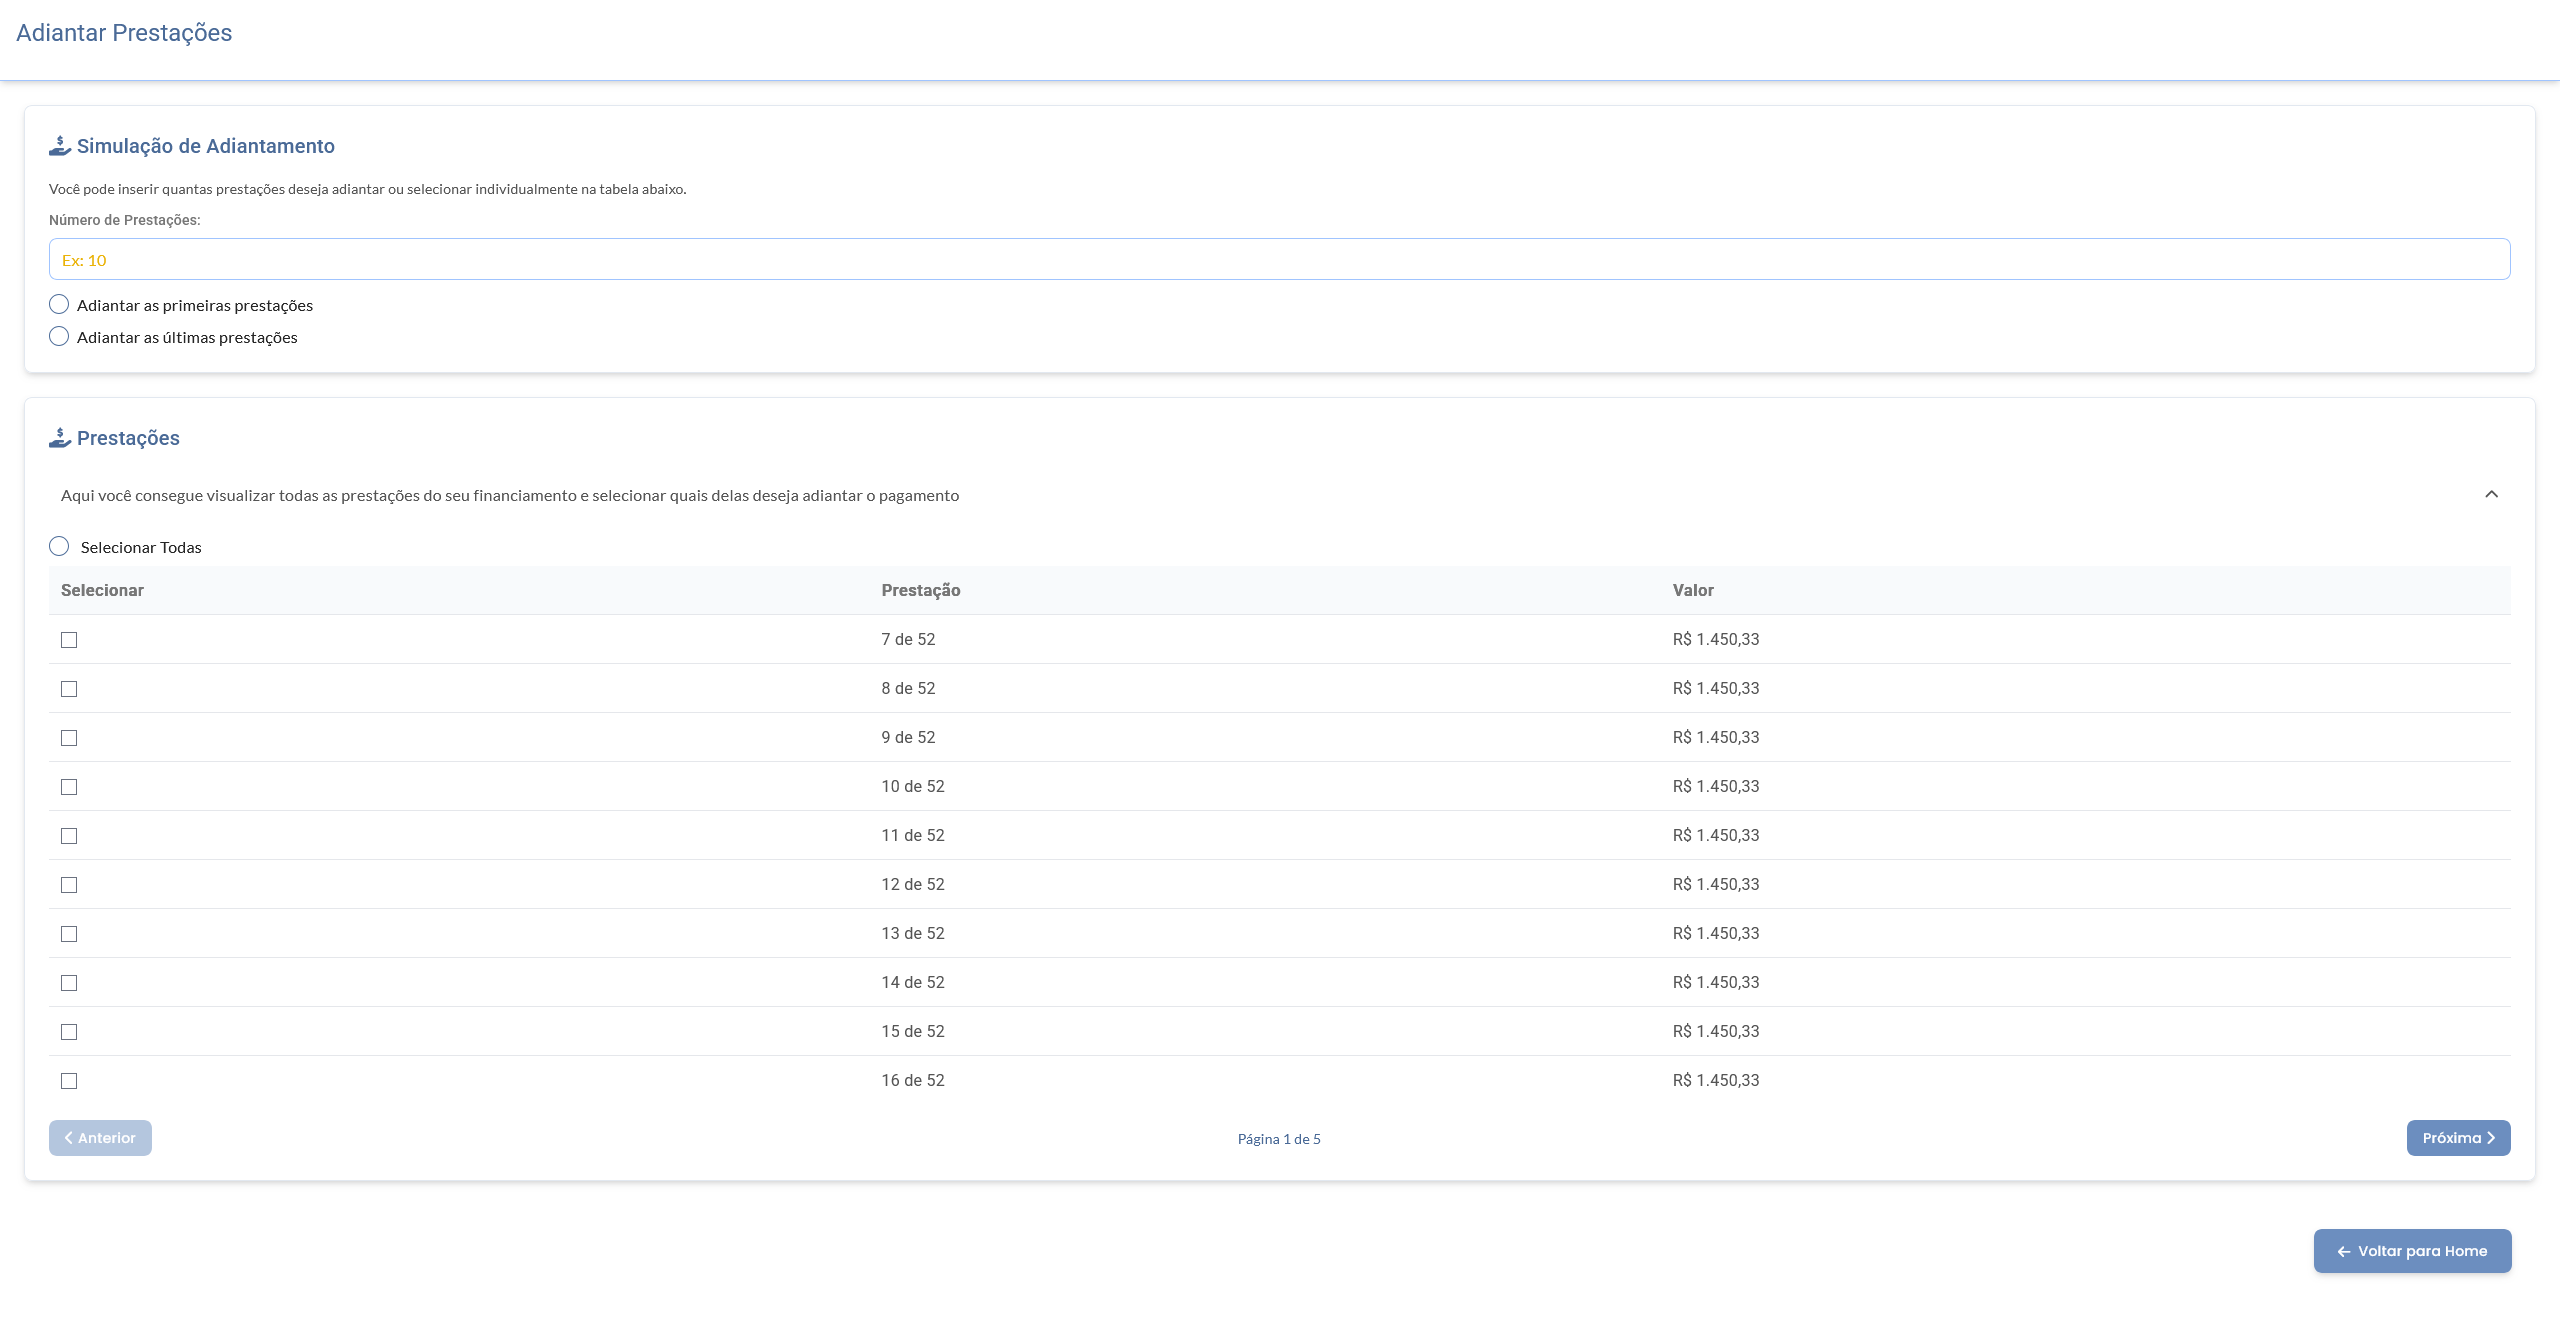 Adiantar Prestações
Simulação de Adiantamento
Você pode inserir quantas prestações deseja adiantar ou selecionar individualmente na tabela abaixo.
Número de Prestações:
Ex: 10
Adiantar as primeiras prestações
Adiantar as últimas prestações
Prestações
Aqui você consegue visualizar todas as prestações do seu financiamento e selecionar quais delas deseja adiantar o pagamento
Selecionar Todas
Selecionar Prestação Valor
7 de 52 R$ 1.450,33
8 de 52 R$ 1.450,33
9 de 52 R$ 1.450,33
10 de 52 R$ 1.450,33
11 de 52 R$ 1.450,33
12 de 52 R$ 1.450,33
13 de 52 R$ 1.450,33
14 de 52 R$ 1.450,33
15 de 52 R$ 1.450,33
16 de 52 R$ 1.450,33
Anterior Página 1 de 5 Próxima
Voltar para Home